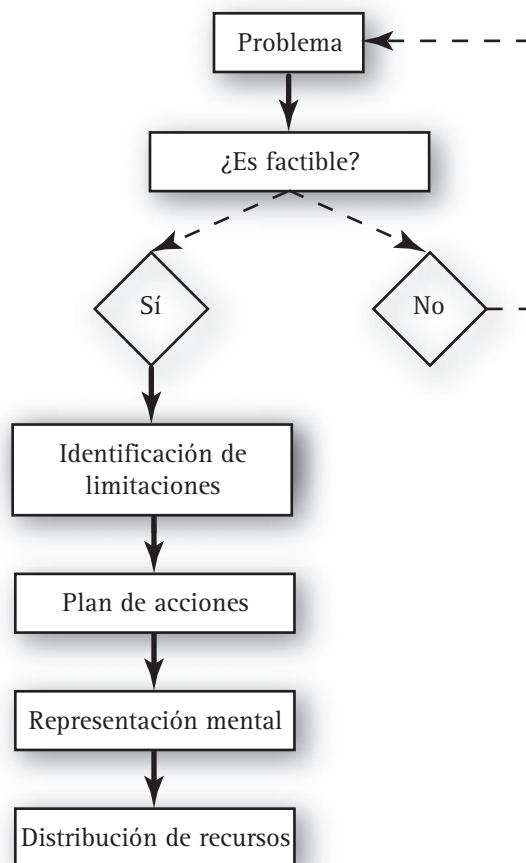 Problema
¿Es factible?
Sí
No
Identificación de
limitaciones
Plan de acciones
Representación mental
Distribución de recursos